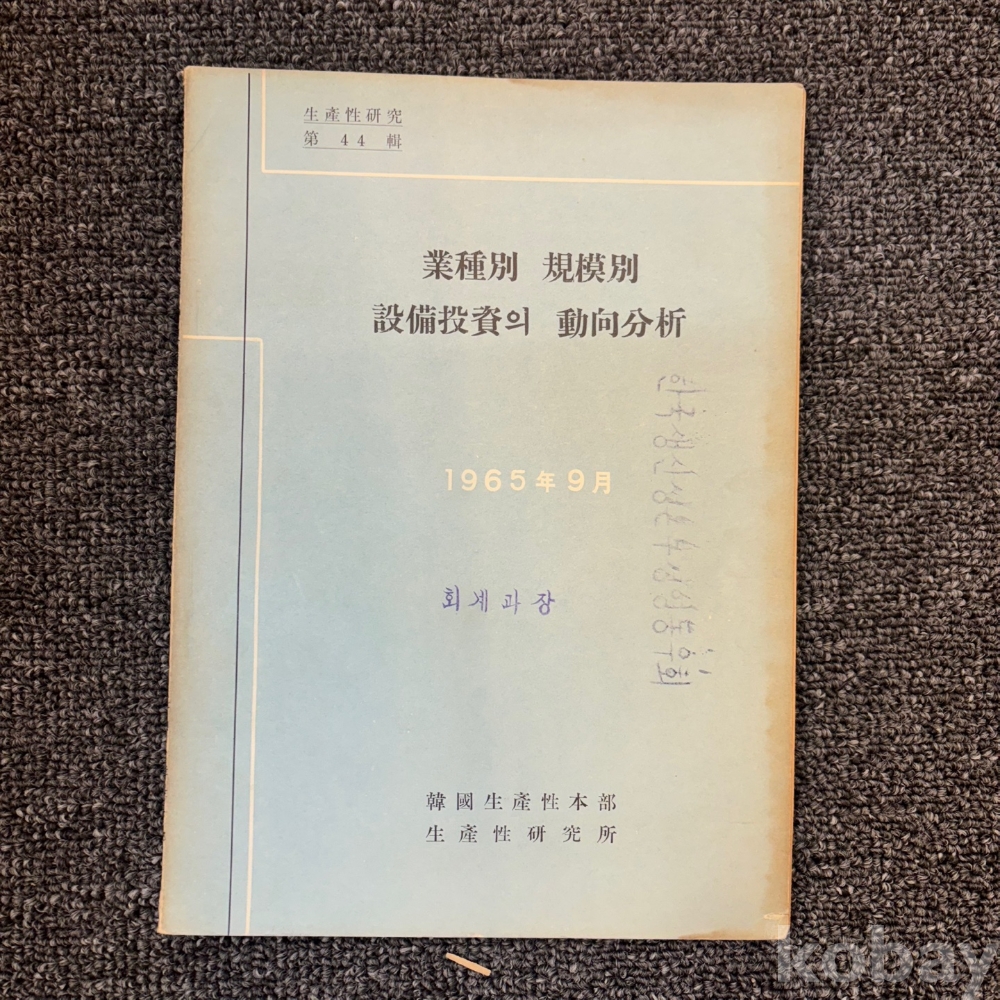 生產性硏究
第 44 輯
業種別 規模別
設備投資의 動向分析
1965年9月
회계과장
韓國生產性本部
生產性硏究所
kobay